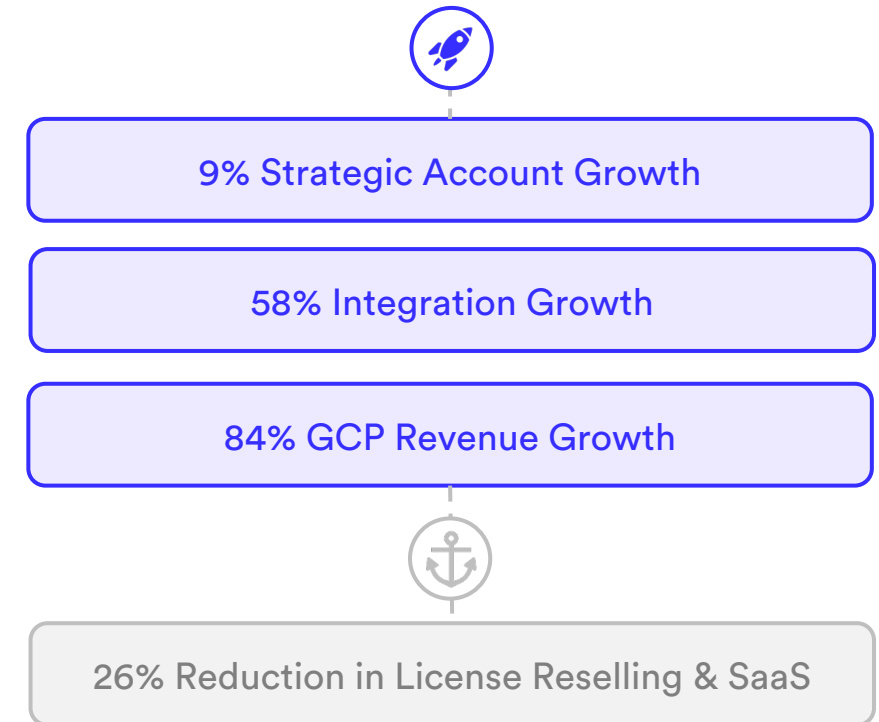 9% Strategic Account Growth
58% Integration Growth
84% GCP Revenue Growth
26% Reduction in License Reselling & SaaS